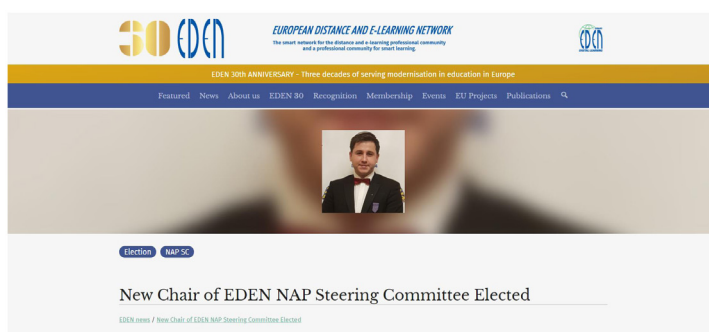 30 EDEN
EUROPEAN DISTANCE AND E-LEARNING NETWORK
The smart network for the distance and e-learning professional community
and a professional community for smart learning
EDEN
EDEN 30th ANNIVERSARY – Three decades of serving modernisation in education in Europe
Featured News About us EDEN 30 Recognition Membership Events EU Projects Publications
Election NAP SC
New Chair of EDEN NAP Steering Committee Elected
EDEN news / New Chair of EDEN NAP Steering Committee Elected